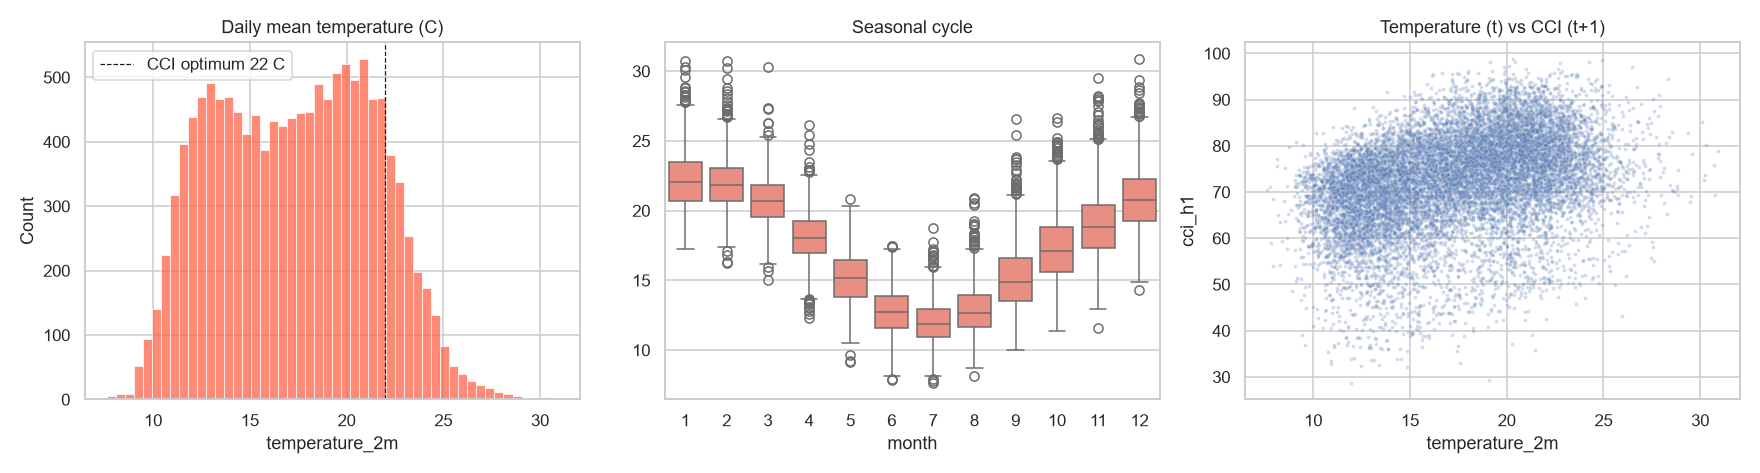 Daily mean temperature (C)
CCI optimum 22 C
500
400
300
200
100
0
Count
10 15 20 25 30
temperature_2m
Seasonal cycle
30
25
20
15
10
1 2 3 4 5 6 7 8 9 10 11 12
month
Temperature (t) vs CCI (t+1)
100
90
80
70
60
50
40
30
cci_h1
10 15 20 25 30
temperature_2m